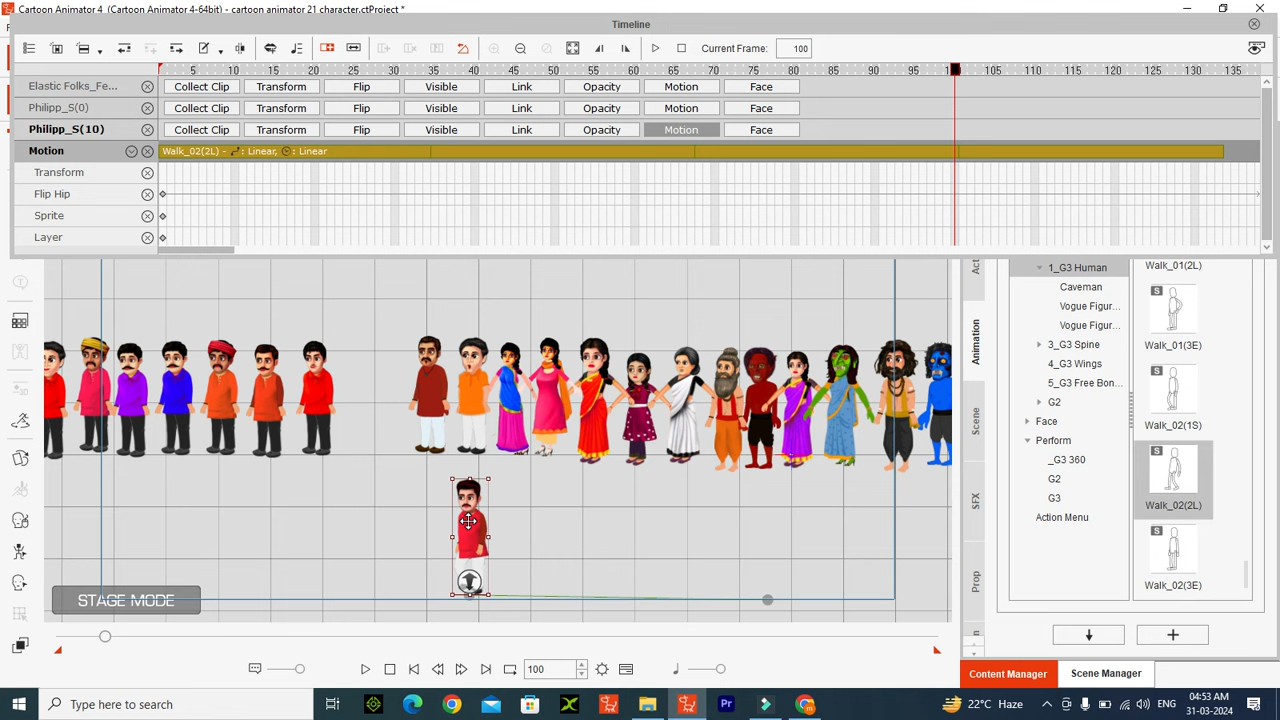 Cartoon Animator 4 (Cartoon Animator 4-64bit) - cartoon animator 21 character.ctProject *
Timeline
Current Frame: 100
5 10 15 20 25 30 35 40 45 50 55 60 65 70 75 80 85 90 95 105 110 115 120 125 130 135
Elastic Folks_Fe... Collect Clip Transform Flip Visible Link Opacity Motion Face
Philipp_S(0) Collect Clip Transform Flip Visible Link Opacity Motion Face
Philipp_S(10) Collect Clip Transform Flip Visible Link Opacity Motion Face
Motion Walk_02(2L) - : Linear, : Linear
Transform
Flip Hip
Sprite
Layer
Animation
Scene
SFX
Prop
1_G3 Human
Caveman
Vogue Figur...
Vogue Figur...
3_G3 Spine
4_G3 Wings
5_G3 Free Bon...
G2
Face
Perform
_G3 360
G2
G3
Action Menu
Walk_01(2L)
S
Walk_01(3E)
S
Walk_02(1S)
S
Walk_02(2L)
S
Walk_02(3E)
STAGE MODE
100
Content Manager Scene Manager
Type here to search
Pr
22°C Haze
ENG
04:53 AM
31-03-2024